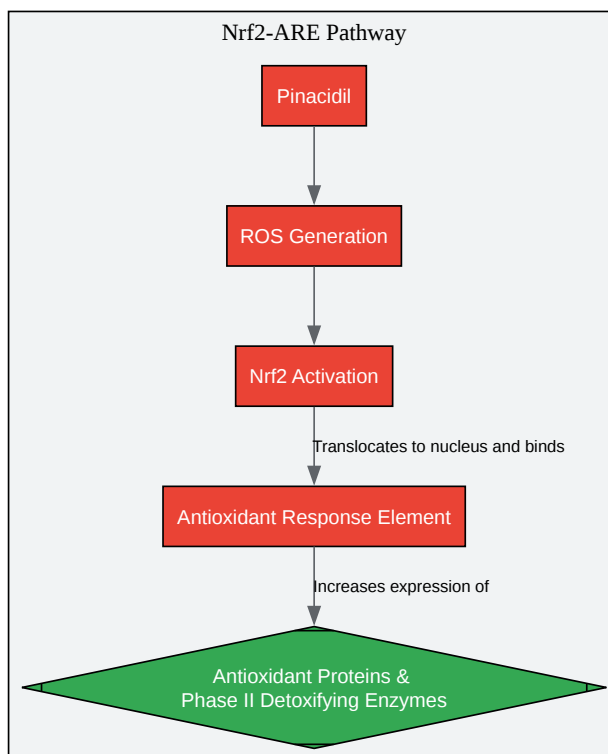 Nrf2-ARE Pathway
Pinacidil
ROS Generation
Nrf2 Activation
Translocates to nucleus and binds
Antioxidant Response Element
Increases expression of
Antioxidant Proteins &
Phase II Detoxifying Enzymes